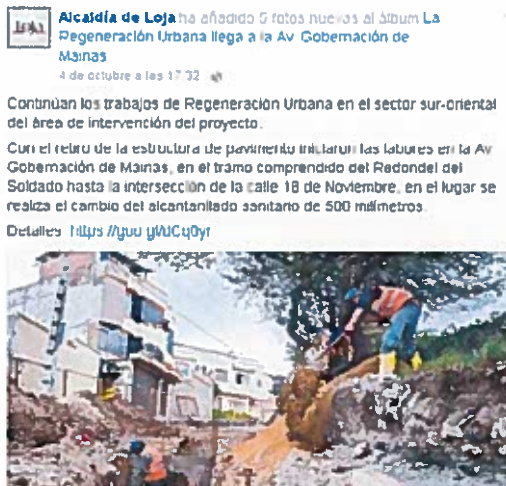 Alcaldía de Loja ha añadido 5 fotos nuevas al álbum La
Regeneración Urbana llega a la Av. Gobernación de
Mainas
4 de octubre a las 17:32
Continúan los trabajos de Regeneración Urbana en el sector sur-oriental
del área de intervención del proyecto.
Con el retiro de la estructura de pavimento iniciaron las labores en la Av.
Gobernación de Mainas, en el tramo comprendido del Redondel del
Soldado hasta la intersección de la calle 18 de Noviembre, en el lugar se
realiza el cambio del alcantarillado sanitario de 500 milímetros.
Detalles: